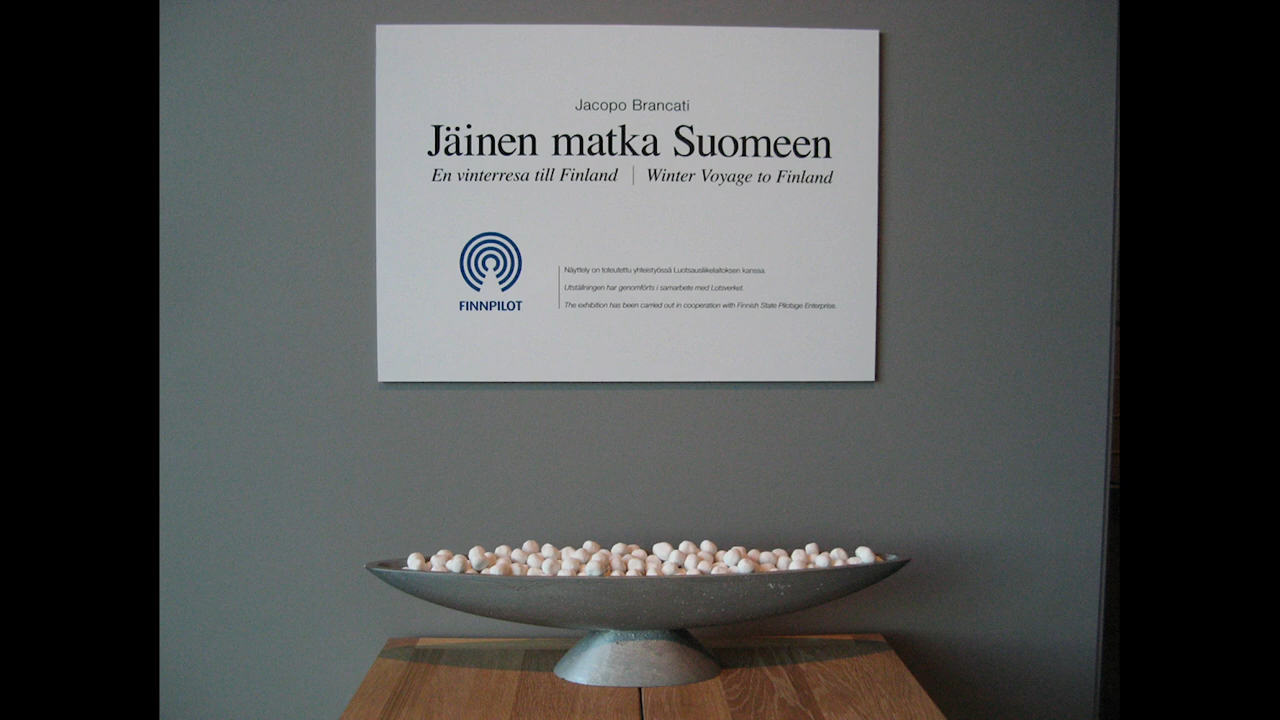 Jacopo Brancati
Jäinen matka Suomeen
En vinterresa till Finland | Winter Voyage to Finland
FINNPILOT
Näyttely on toteutettu yhteistyössä Luotsausliikelaitoksen kanssa.
Utställningen har genomförts i samarbete med Lotsverket.
The exhibition has been carried out in cooperation with Finnish State Pilotage Enterprise.